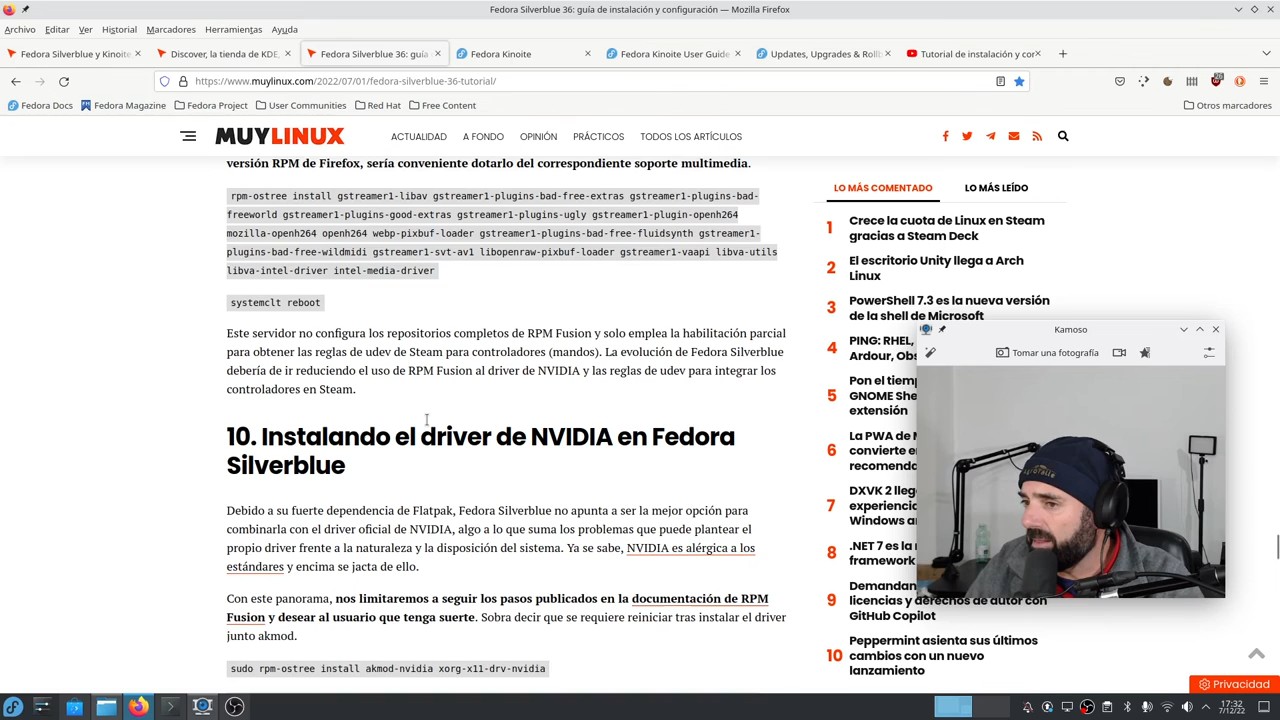 Fedora Silverblue 36: guía de instalación y configuración — Mozilla Firefox
Archivo Editar Ver Historial Marcadores Herramientas Ayuda
Fedora Silverblue y Kinoite Discover, la tienda de KDE, Fedora Silverblue 36: guía Fedora Kinoite Fedora Kinoite User Guide Updates, Upgrades & Rollb Tutorial de instalación y con
https://www.muylinux.com/2022/07/01/fedora-silverblue-36-tutorial/
Fedora Docs Fedora Magazine Fedora Project User Communities Red Hat Free Content Otros marcadores
MUYLINUX ACTUALIDAD A FONDO OPINIÓN PRÁCTICOS TODOS LOS ARTÍCULOS
versión RPM de Firefox, sería conveniente dotarlo del correspondiente soporte multimedia.
rpm-ostree install gstreamer1-libav gstreamer1-plugins-bad-free-extras gstreamer1-plugins-bad-
freeworld gstreamer1-plugins-good-extras gstreamer1-plugins-ugly gstreamer1-plugin-openh264
mozilla-openh264 openh264 webp-pixbuf-loader gstreamer1-plugins-bad-free-fluidsynth gstreamer1-
plugins-bad-free-wildmidi gstreamer1-svt-av1 libopenraw-pixbuf-loader gstreamer1-vaapi libva-utils
libva-intel-driver intel-media-driver
systemclt reboot
Este servidor no configura los repositorios completos de RPM Fusion y solo emplea la habilitación parcial
para obtener las reglas de udev de Steam para controladores (mandos). La evolución de Fedora Silverblue
debería de ir reduciendo el uso de RPM Fusion al driver de NVIDIA y las reglas de udev para integrar los
controladores en Steam.
10. Instalando el driver de NVIDIA en Fedora
Silverblue
Debido a su fuerte dependencia de Flatpak, Fedora Silverblue no apunta a ser la mejor opción para
combinarla con el driver oficial de NVIDIA, algo a lo que suma los problemas que puede plantear el
propio driver frente a la naturaleza y la disposición del sistema. Ya se sabe, NVIDIA es alérgica a los
estándares y encima se jacta de ello.
Con este panorama, nos limitaremos a seguir los pasos publicados en la documentación de RPM
Fusion y desear al usuario que tenga suerte. Sobra decir que se requiere reiniciar tras instalar el driver
junto akmod.
sudo rpm-ostree install akmod-nvidia xorg-x11-drv-nvidia
LO MÁS COMENTADO LO MÁS LEÍDO
1 Crece la cuota de Linux en Steam
gracias a Steam Deck
2 El escritorio Unity llega a Arch
Linux
3 PowerShell 7.3 es la nueva versión
de la shell de Microsoft
4 PING: RHEL,
Ardour, Obs
5 Pon el tiemp
GNOME She
extensión
6 La PWA de M
convierte e
recomenda
7 DXVK 2 lleg
experiencia
Windows a
8 .NET 7 es la
framework
9 Demandan
licencias y derechos de autor con
GitHub Copilot
10 Peppermint asienta sus últimos
cambios con un nuevo
lanzamiento
Kamoso
Tomar una fotografía
Privacidad
17:32
7/12/22